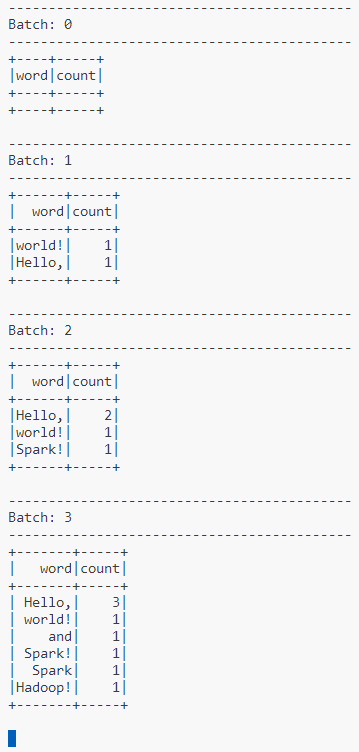 -------------------------------------------
Batch: 0
-------------------------------------------
+----+-----+
|word|count|
+----+-----+
+----+-----+

-------------------------------------------
Batch: 1
-------------------------------------------
+------+-----+
|  word|count|
+------+-----+
|world!|    1|
|Hello,|    1|
+------+-----+

-------------------------------------------
Batch: 2
-------------------------------------------
+------+-----+
|  word|count|
+------+-----+
|Hello,|    2|
|world!|    1|
|Spark!|    1|
+------+-----+

-------------------------------------------
Batch: 3
-------------------------------------------
+-------+-----+
|   word|count|
+-------+-----+
| Hello,|    3|
| world!|    1|
|    and|    1|
| Spark!|    1|
|  Spark|    1|
|Hadoop!|    1|
+-------+-----+